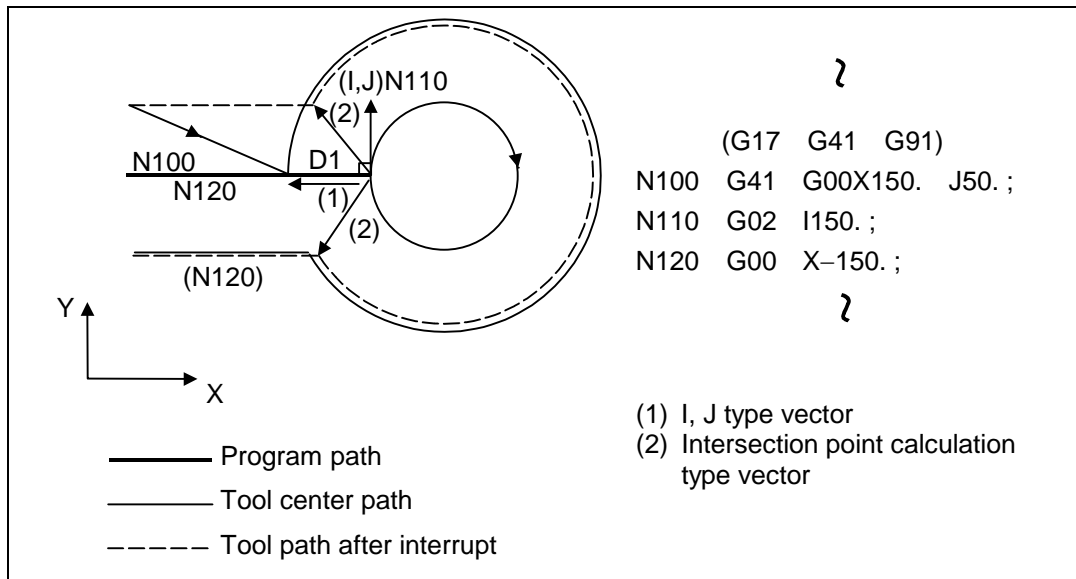 (I,J)N110
(2)
N100
D1
N120
(1)
(2)
(N120)
Y
X
Program path
Tool center path
Tool path after interrupt
~
(G17 G41 G91)
N100 G41 G00X150. J50. ;
N110 G02 I150. ;
N120 G00 X−150. ;
~
(1) I, J type vector
(2) Intersection point calculation
type vector